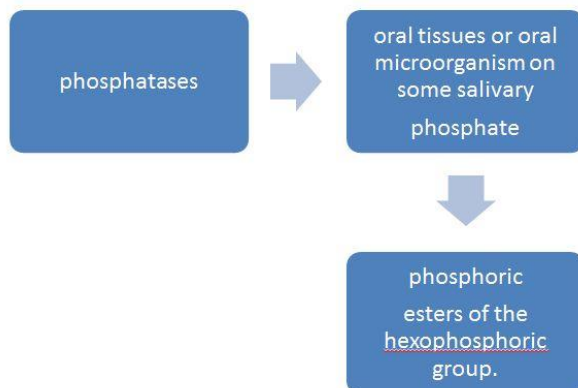 phosphatases
oral tissues or oral
microorganism on
some salivary
phosphate
phosphoric
esters of the
hexophosphoric
group.